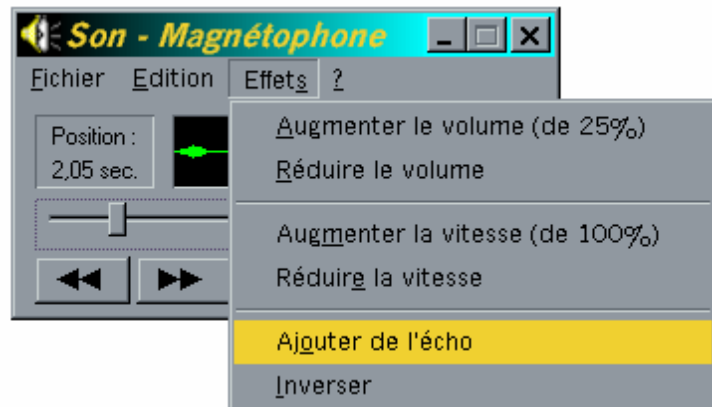 Son - Magnétophone
Fichier Edition Effets ?
Position :
2,05 sec.
Augmenter le volume (de 25%)
Réduire le volume
Augmenter la vitesse (de 100%)
Réduire la vitesse
Ajouter de l'écho
Inverser